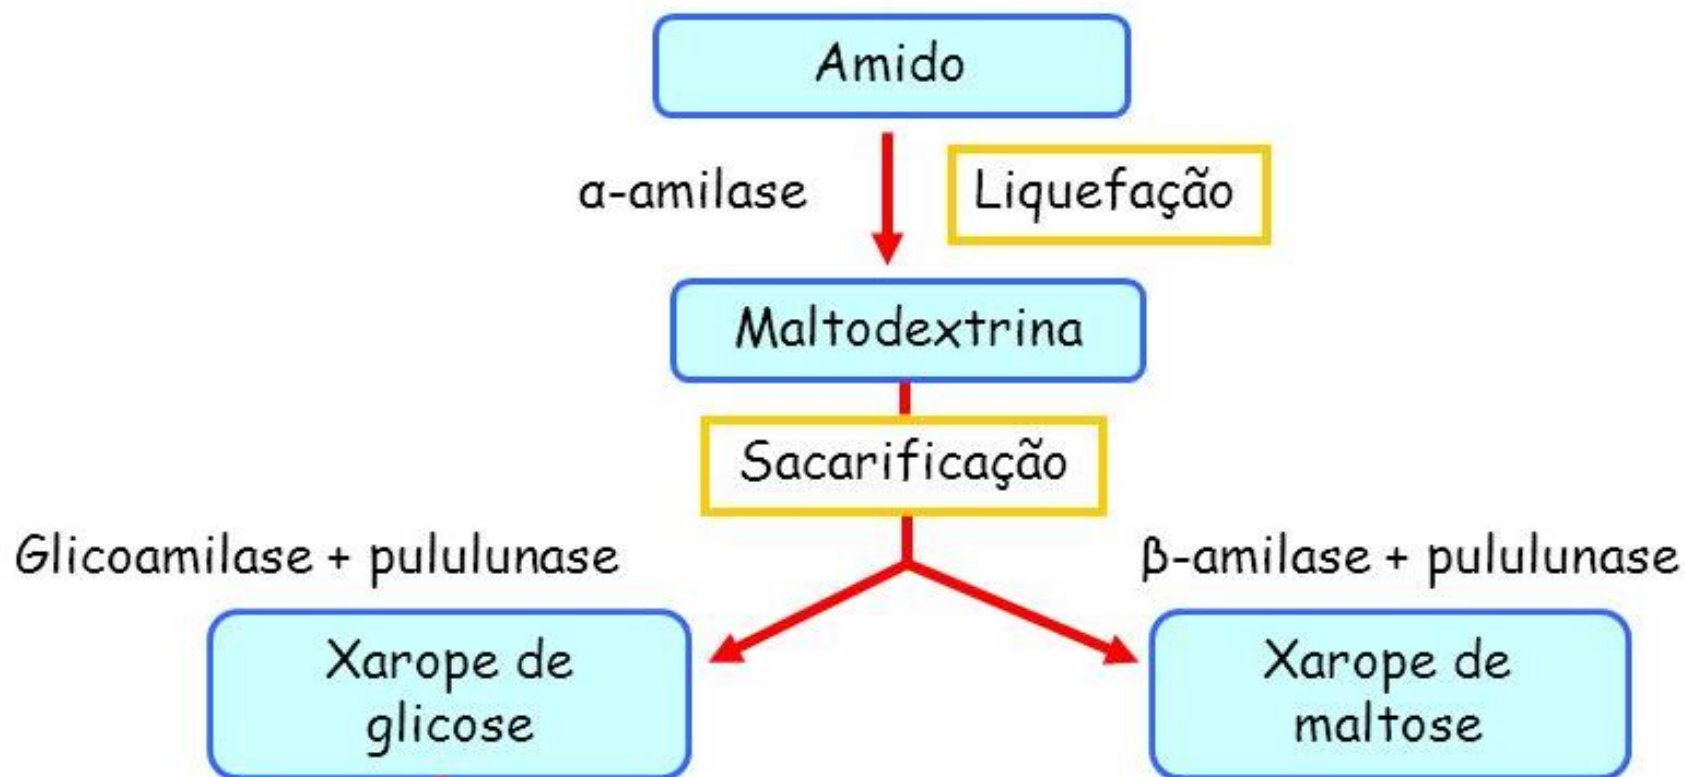 Amido
α-amilase
Liquefação
Maltodextrina
Sacarificação
Glicoamilase + pululunase
β-amilase + pululunase
Xarope de
glicose
Xarope de
maltose